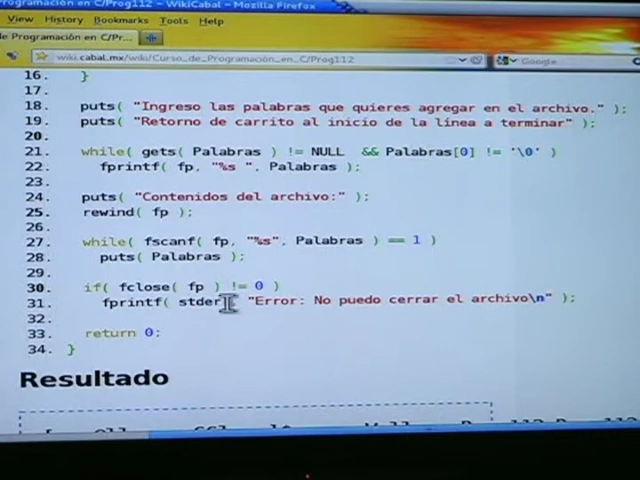 Programación en C/Prog112 - WikiCabal - Mozilla Firefox
View History Bookmarks Tools Help
de Programación en C/Pr...
wiki.cabal.mx/wiki/Curso_de_Programación_en_C/Prog112
Google
16. }
17.
18. puts( "Ingreso las palabras que quieres agregar en el archivo." );
19. puts( "Retorno de carrito al inicio de la línea a terminar" );
20.
21. while( gets( Palabras ) != NULL && Palabras[0] != '\0' )
22. fprintf( fp, "%s ", Palabras );
23.
24. puts( "Contenidos del archivo:" );
25. rewind( fp );
26.
27. while( fscanf( fp, "%s", Palabras ) == 1 )
28. puts( Palabras );
29.
30. if( fclose( fp ) != 0 )
31. fprintf( stder "Error: No puedo cerrar el archivo\n" );
32.
33. return 0;
34. }
Resultado